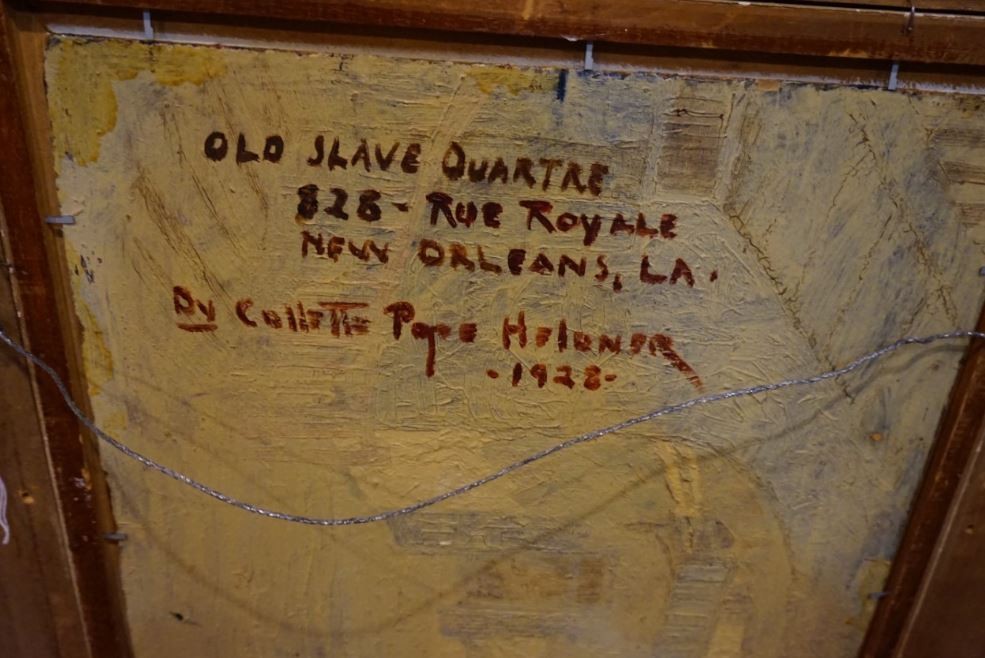 OLD SLAVE QUARTRE
828 - RUE ROYALE
NEW ORLEANS, LA.
By Collette Pope Heldner
- 1928 -